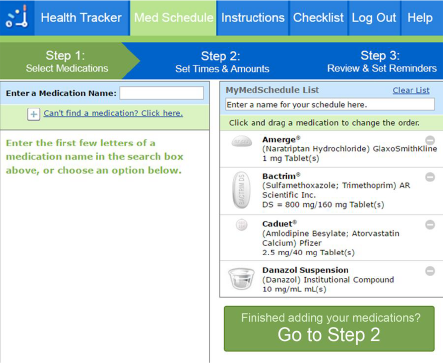 Health Tracker Med Schedule Instructions Checklist Log Out Help
Step 1:
Select Medications
Step 2:
Set Times & Amounts
Step 3:
Review & Set Reminders
Enter a Medication Name:
Can't find a medication? Click here.
Enter the first few letters of a
medication name in the search box
above, or choose an option below.
MyMedSchedule List
Clear List
Enter a name for your schedule here.
Click and drag a medication to change the order.
Amerge®
(Naratriptan Hydrochloride) GlaxoSmithKline
1 mg Tablet(s)
Bactrim®
(Sulfamethoxazole; Trimethoprim) AR
Scientific Inc.
DS = 800 mg/160 mg Tablet(s)
Caduet®
(Amlodipine Besylate; Atorvastatin
Calcium) Pfizer
2.5 mg/40 mg Tablet(s)
Danazol Suspension
(Danazol) Institutional Compound
10 mg/mL mL(s)
Finished adding your medications?
Go to Step 2